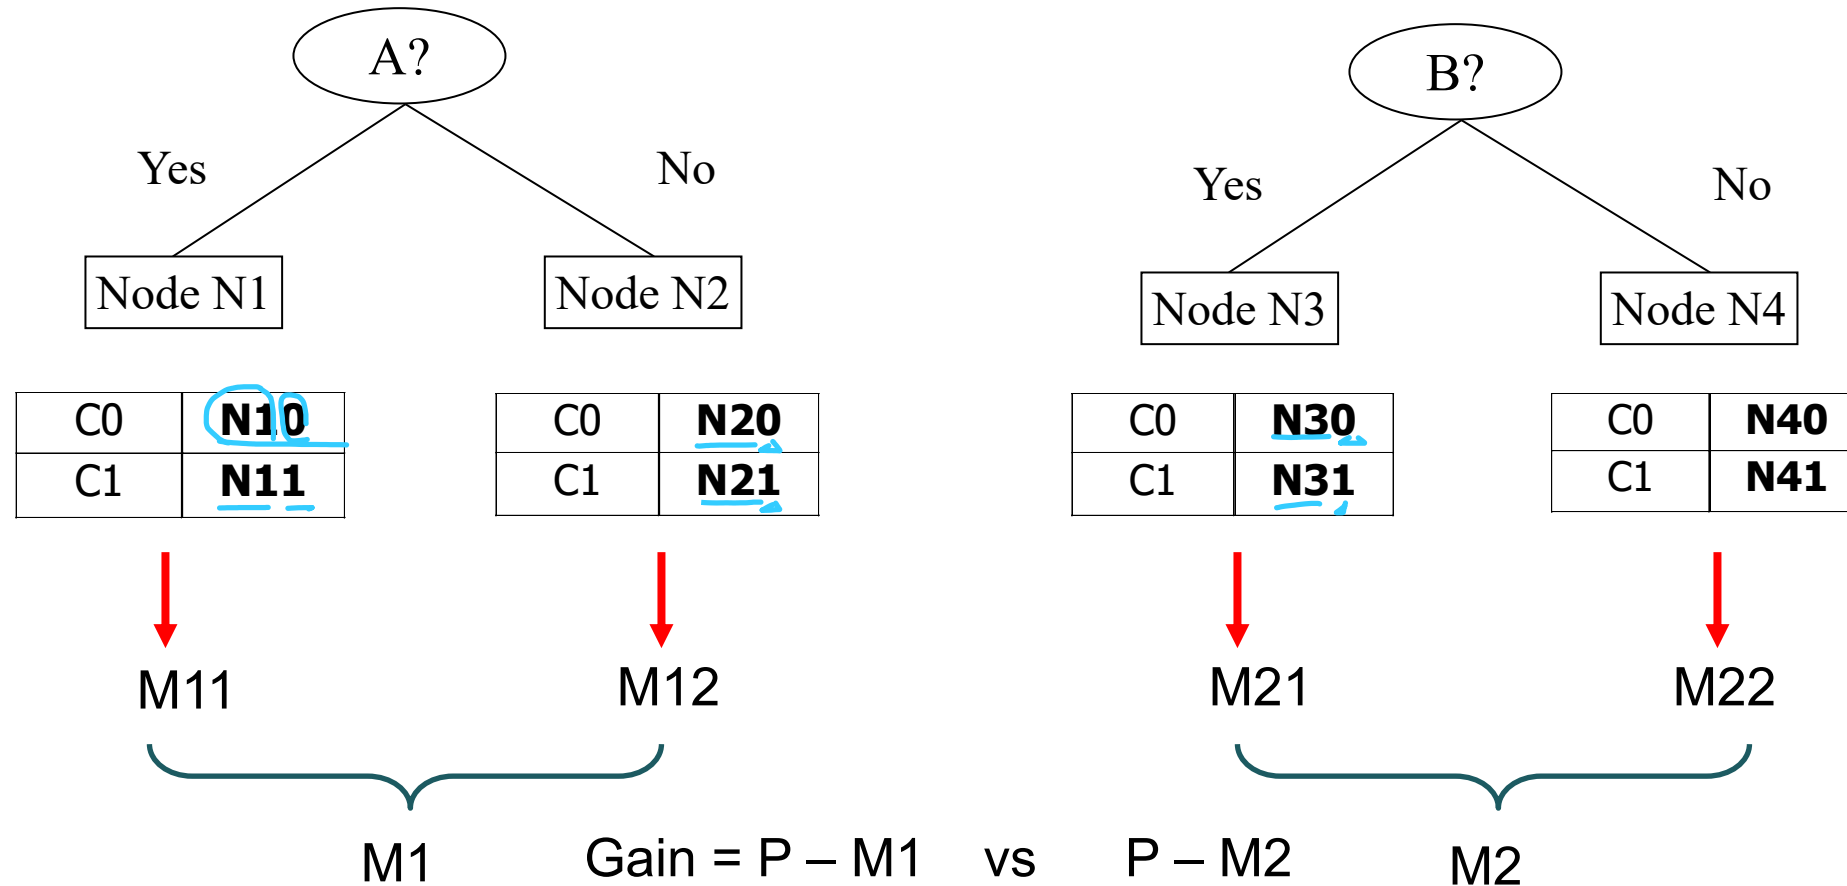 A?
B?
Yes No
Yes No
Node N1 Node N2
Node N3 Node N4
C0 N10
C1 N11
C0 N20
C1 N21
C0 N30
C1 N31
C0 N40
C1 N41
M11 M12 M21 M22
M1 Gain = P – M1 vs P – M2 M2